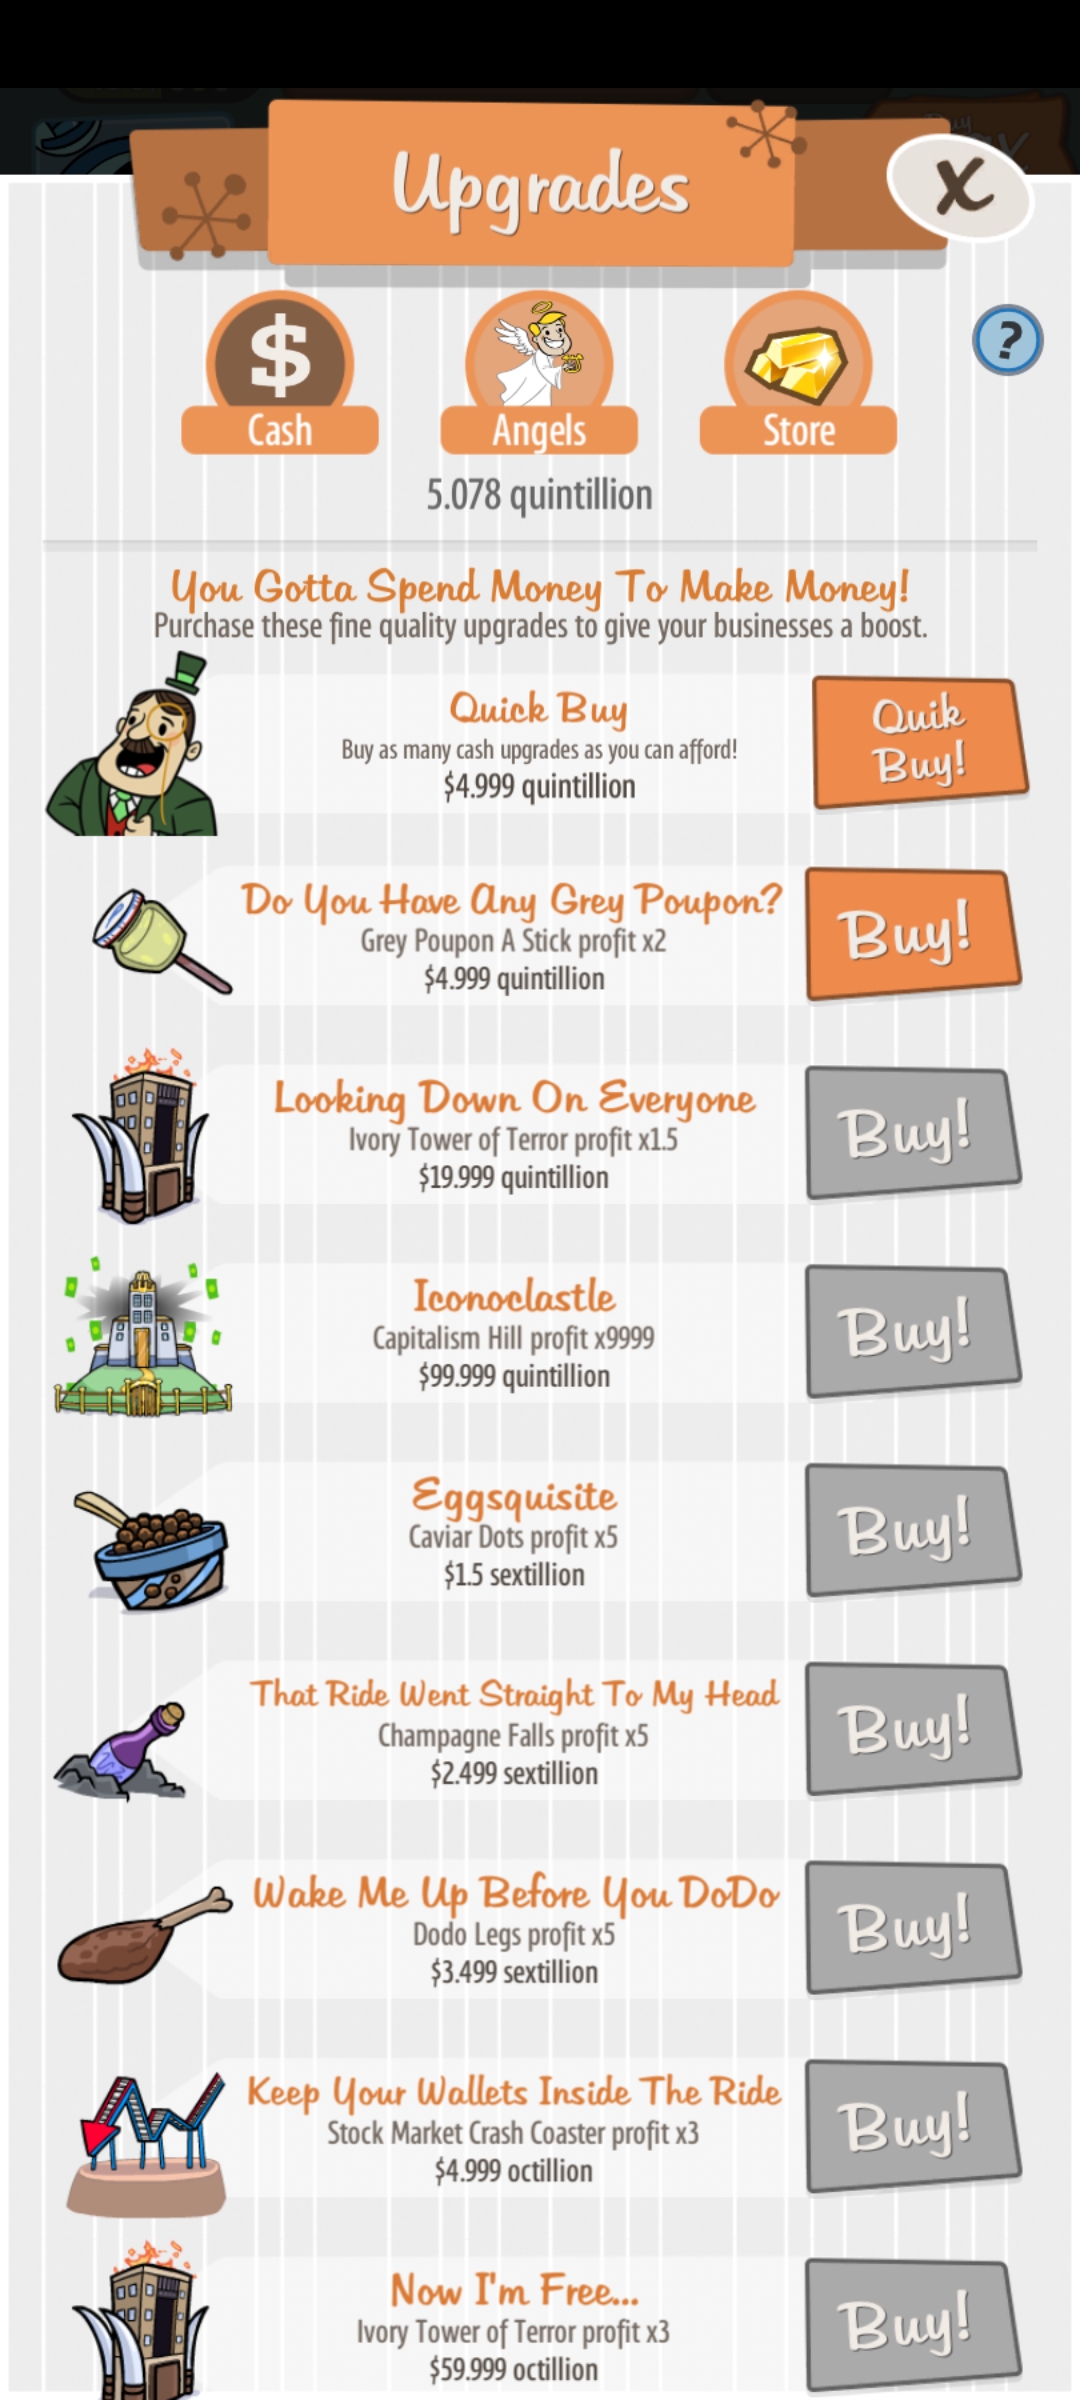 Upgrades
X
?
$
Cash
Angels
Store
5.078 quintillion
You Gotta Spend Money To Make Money!
Purchase these fine quality upgrades to give your businesses a boost.
Quick Buy
Buy as many cash upgrades as you can afford!
$4.999 quintillion
Quik
Buy!
Do You Have Any Grey Poupon?
Grey Poupon A Stick profit x2
$4.999 quintillion
Buy!
Looking Down On Everyone
Ivory Tower of Terror profit x1.5
$19.999 quintillion
Buy!
Iconoclastle
Capitalism Hill profit x9999
$99.999 quintillion
Buy!
Eggsquisite
Caviar Dots profit x5
$1.5 sextillion
Buy!
That Ride Went Straight To My Head
Champagne Falls profit x5
$2.499 sextillion
Buy!
Wake Me Up Before You DoDo
Dodo Legs profit x5
$3.499 sextillion
Buy!
Keep Your Wallets Inside The Ride
Stock Market Crash Coaster profit x3
$4.999 octillion
Buy!
Now I'm Free...
Ivory Tower of Terror profit x3
$59.999 octillion
Buy!